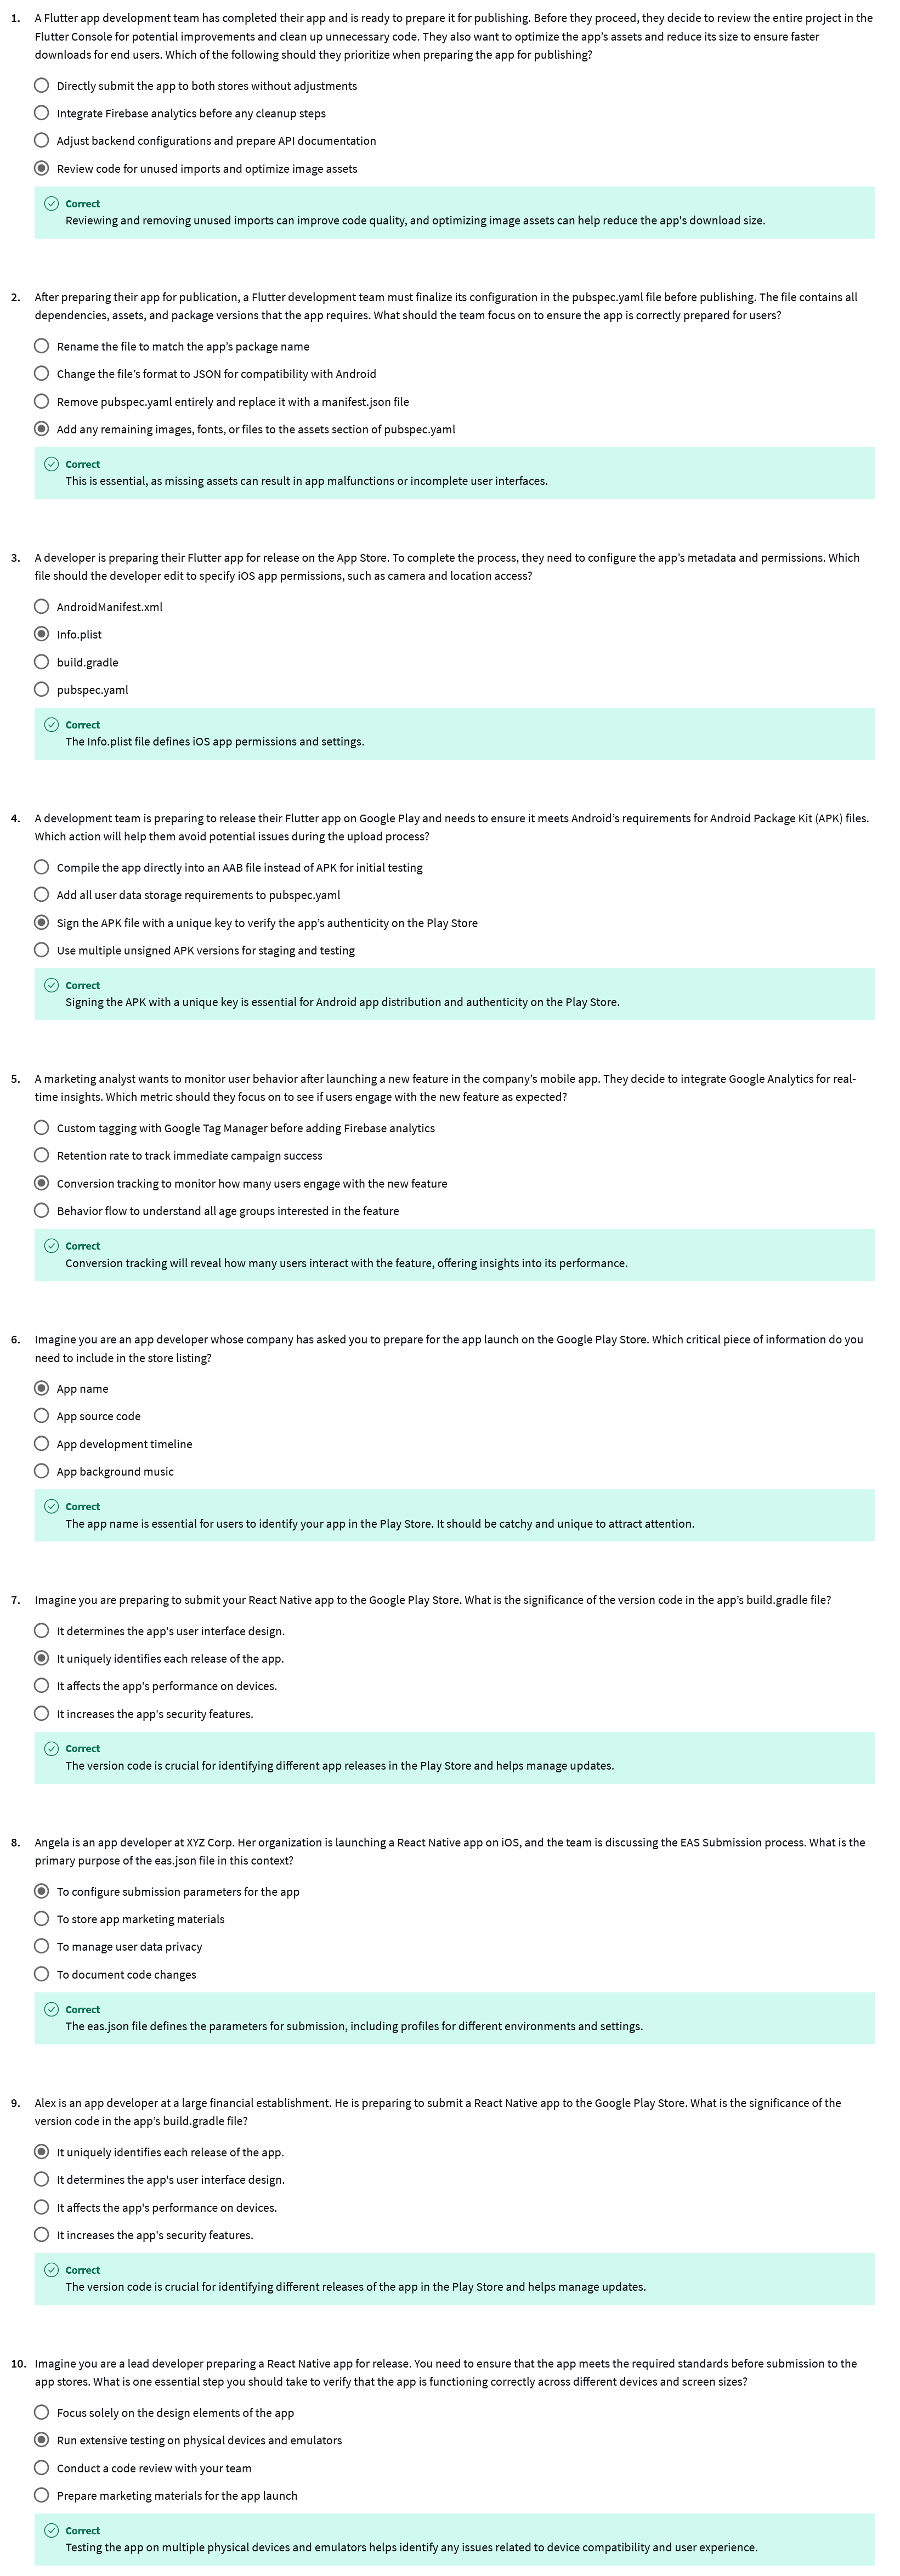 1. A Flutter app development team has completed their app and is ready to prepare it for publishing. Before they proceed, they decide to review the entire project in the
Flutter Console for potential improvements and clean up unnecessary code. They also want to optimize the app’s assets and reduce its size to ensure faster
downloads for end users. Which of the following should they prioritize when preparing the app for publishing?
Directly submit the app to both stores without adjustments
Integrate Firebase analytics before any cleanup steps
Adjust backend configurations and prepare API documentation
Review code for unused imports and optimize image assets
Correct
Reviewing and removing unused imports can improve code quality, and optimizing image assets can help reduce the app's download size.
2. After preparing their app for publication, a Flutter development team must finalize its configuration in the pubspec.yaml file before publishing. The file contains all
dependencies, assets, and package versions that the app requires. What should the team focus on to ensure the app is correctly prepared for users?
Rename the file to match the app’s package name
Change the file’s format to JSON for compatibility with Android
Remove pubspec.yaml entirely and replace it with a manifest.json file
Add any remaining images, fonts, or files to the assets section of pubspec.yaml
Correct
This is essential, as missing assets can result in app malfunctions or incomplete user interfaces.
3. A developer is preparing their Flutter app for release on the App Store. To complete the process, they need to configure the app’s metadata and permissions. Which
file should the developer edit to specify iOS app permissions, such as camera and location access?
AndroidManifest.xml
Info.plist
build.gradle
pubspec.yaml
Correct
The Info.plist file defines iOS app permissions and settings.
4. A development team is preparing to release their Flutter app on Google Play and needs to ensure it meets Android’s requirements for Android Package Kit (APK) files.
Which action will help them avoid potential issues during the upload process?
Compile the app directly into an AAB file instead of APK for initial testing
Add all user data storage requirements to pubspec.yaml
Sign the APK file with a unique key to verify the app’s authenticity on the Play Store
Use multiple unsigned APK versions for staging and testing
Correct
Signing the APK with a unique key is essential for Android app distribution and authenticity on the Play Store.
5. A marketing analyst wants to monitor user behavior after launching a new feature in the company’s mobile app. They decide to integrate Google Analytics for real-
time insights. Which metric should they focus on to see if users engage with the new feature as expected?
Custom tagging with Google Tag Manager before adding Firebase analytics
Retention rate to track immediate campaign success
Conversion tracking to monitor how many users engage with the new feature
Behavior flow to understand all age groups interested in the feature
Correct
Conversion tracking will reveal how many users interact with the feature, offering insights into its performance.
6. Imagine you are an app developer whose company has asked you to prepare for the app launch on the Google Play Store. Which critical piece of information do you
need to include in the store listing?
App name
App source code
App development timeline
App background music
Correct
The app name is essential for users to identify your app in the Play Store. It should be catchy and unique to attract attention.
7. Imagine you are preparing to submit your React Native app to the Google Play Store. What is the significance of the version code in the app’s build.gradle file?
It determines the app's user interface design.
It uniquely identifies each release of the app.
It affects the app's performance on devices.
It increases the app's security features.
Correct
The version code is crucial for identifying different app releases in the Play Store and helps manage updates.
8. Angela is an app developer at XYZ Corp. Her organization is launching a React Native app on iOS, and the team is discussing the EAS Submission process. What is the
primary purpose of the eas.json file in this context?
To configure submission parameters for the app
To store app marketing materials
To manage user data privacy
To document code changes
Correct
The eas.json file defines the parameters for submission, including profiles for different environments and settings.
9. Alex is an app developer at a large financial establishment. He is preparing to submit a React Native app to the Google Play Store. What is the significance of the
version code in the app’s build.gradle file?
It uniquely identifies each release of the app.
It determines the app's user interface design.
It affects the app's performance on devices.
It increases the app's security features.
Correct
The version code is crucial for identifying different releases of the app in the Play Store and helps manage updates.
10. Imagine you are a lead developer preparing a React Native app for release. You need to ensure that the app meets the required standards before submission to the
app stores. What is one essential step you should take to verify that the app is functioning correctly across different devices and screen sizes?
Focus solely on the design elements of the app
Run extensive testing on physical devices and emulators
Conduct a code review with your team
Prepare marketing materials for the app launch
Correct
Testing the app on multiple physical devices and emulators helps identify any issues related to device compatibility and user experience.